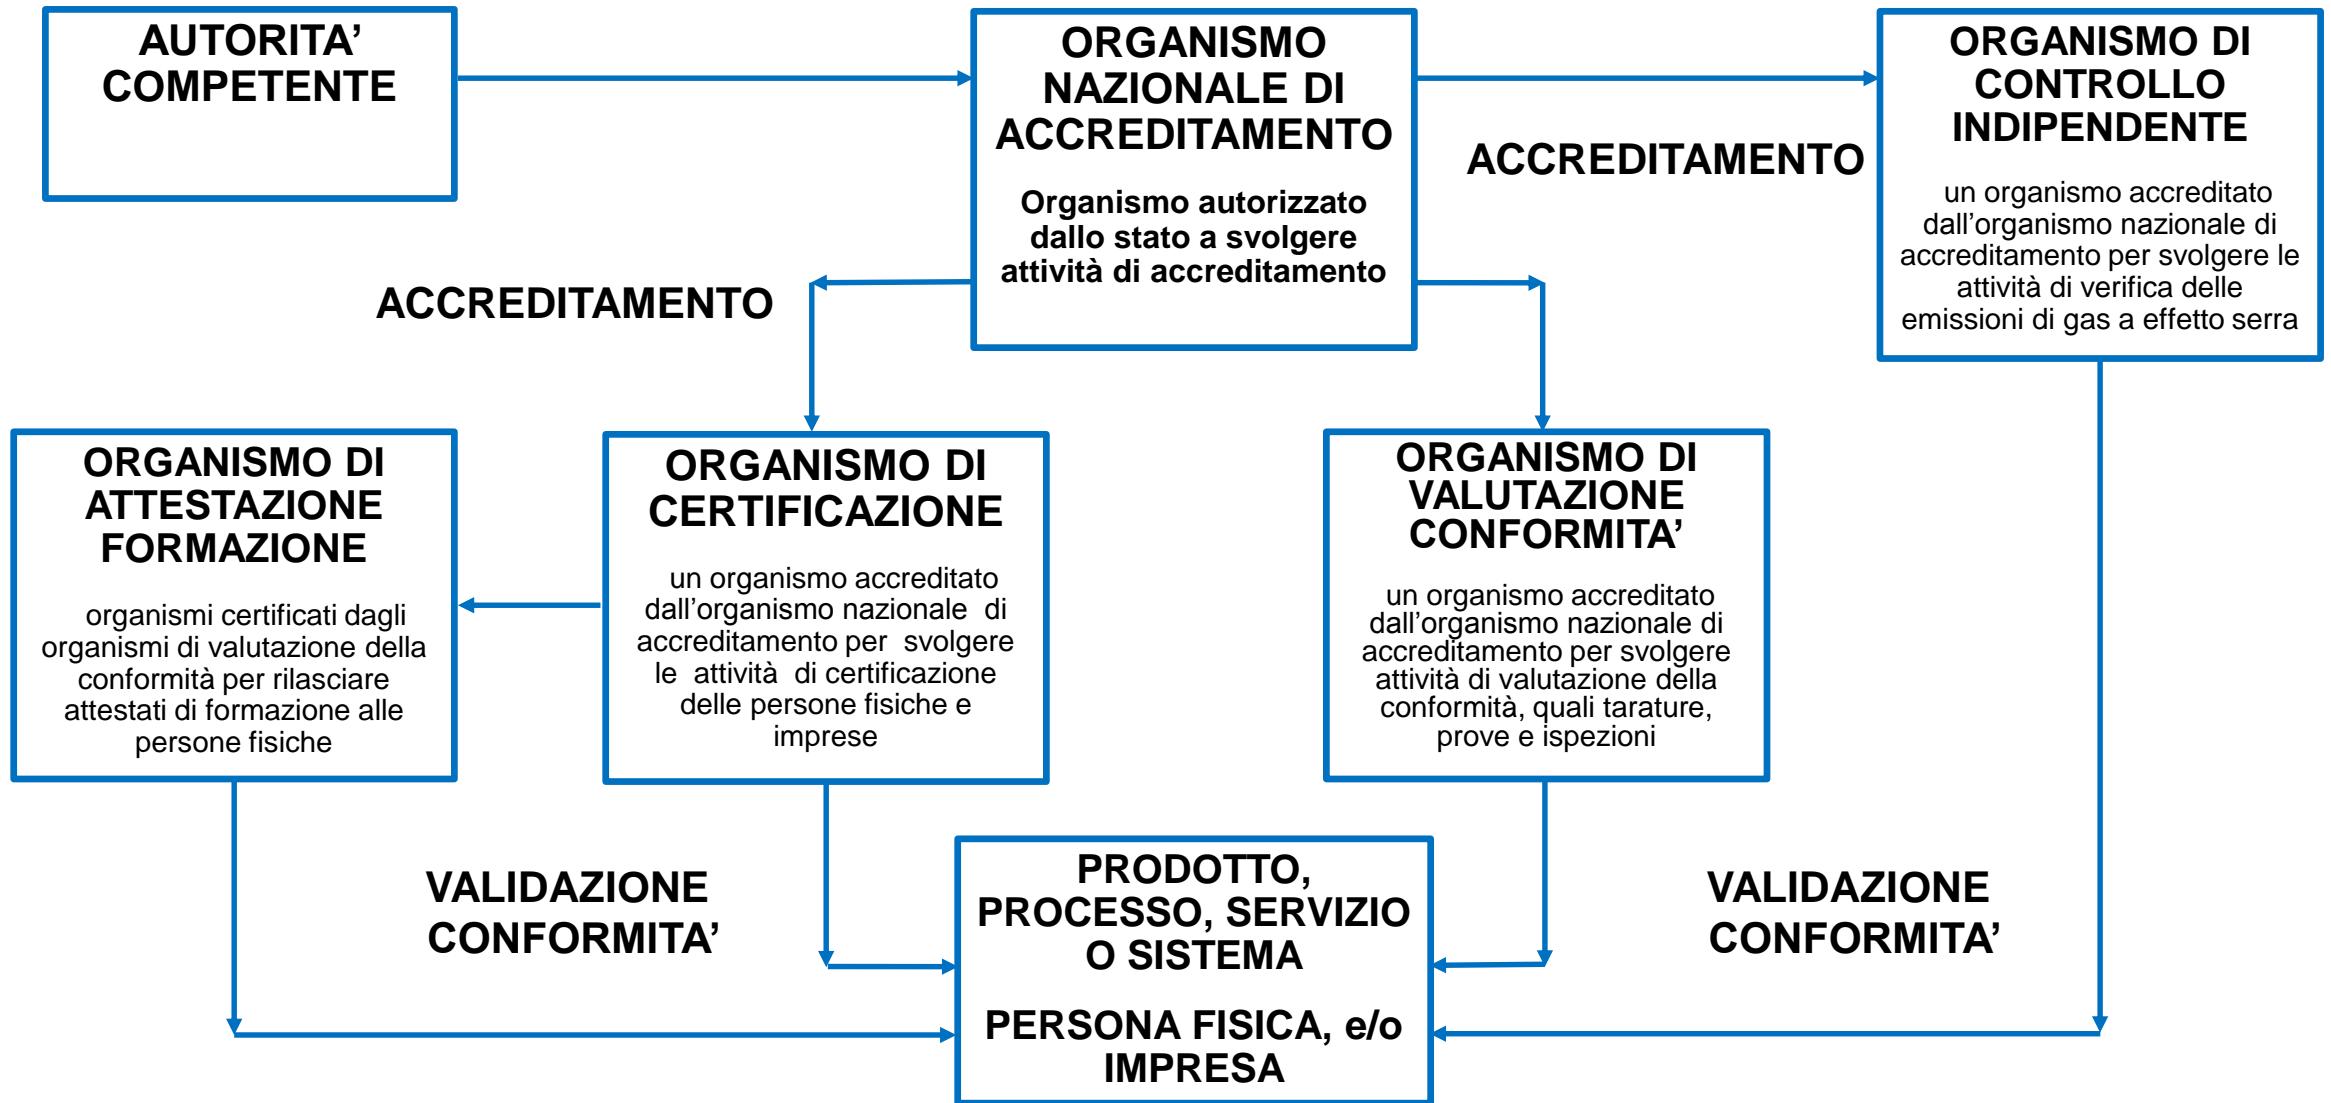 AUTORITA’
COMPETENTE
ORGANISMO
NAZIONALE DI
ACCREDITAMENTO
Organismo autorizzato
dallo stato a svolgere
attività di accreditamento
ORGANISMO DI
CONTROLLO
INDIPENDENTE
un organismo accreditato
dall’organismo nazionale di
accreditamento per svolgere le
attività di verifica delle
emissioni di gas a effetto serra
ACCREDITAMENTO
ACCREDITAMENTO
ORGANISMO DI
ATTESTAZIONE
FORMAZIONE
organismi certificati dagli
organismi di valutazione della
conformità per rilasciare
attestati di formazione alle
persone fisiche
ORGANISMO DI
CERTIFICAZIONE
un organismo accreditato
dall’organismo nazionale di
accreditamento per svolgere
le attività di certificazione
delle persone fisiche e
imprese
ORGANISMO DI
VALUTAZIONE
CONFORMITA’
un organismo accreditato
dall’organismo nazionale di
accreditamento per svolgere
attività di valutazione della
conformità, quali tarature,
prove e ispezioni
VALIDAZIONE
CONFORMITA’
PRODOTTO,
PROCESSO, SERVIZIO
O SISTEMA
PERSONA FISICA, e/o
IMPRESA
VALIDAZIONE
CONFORMITA’